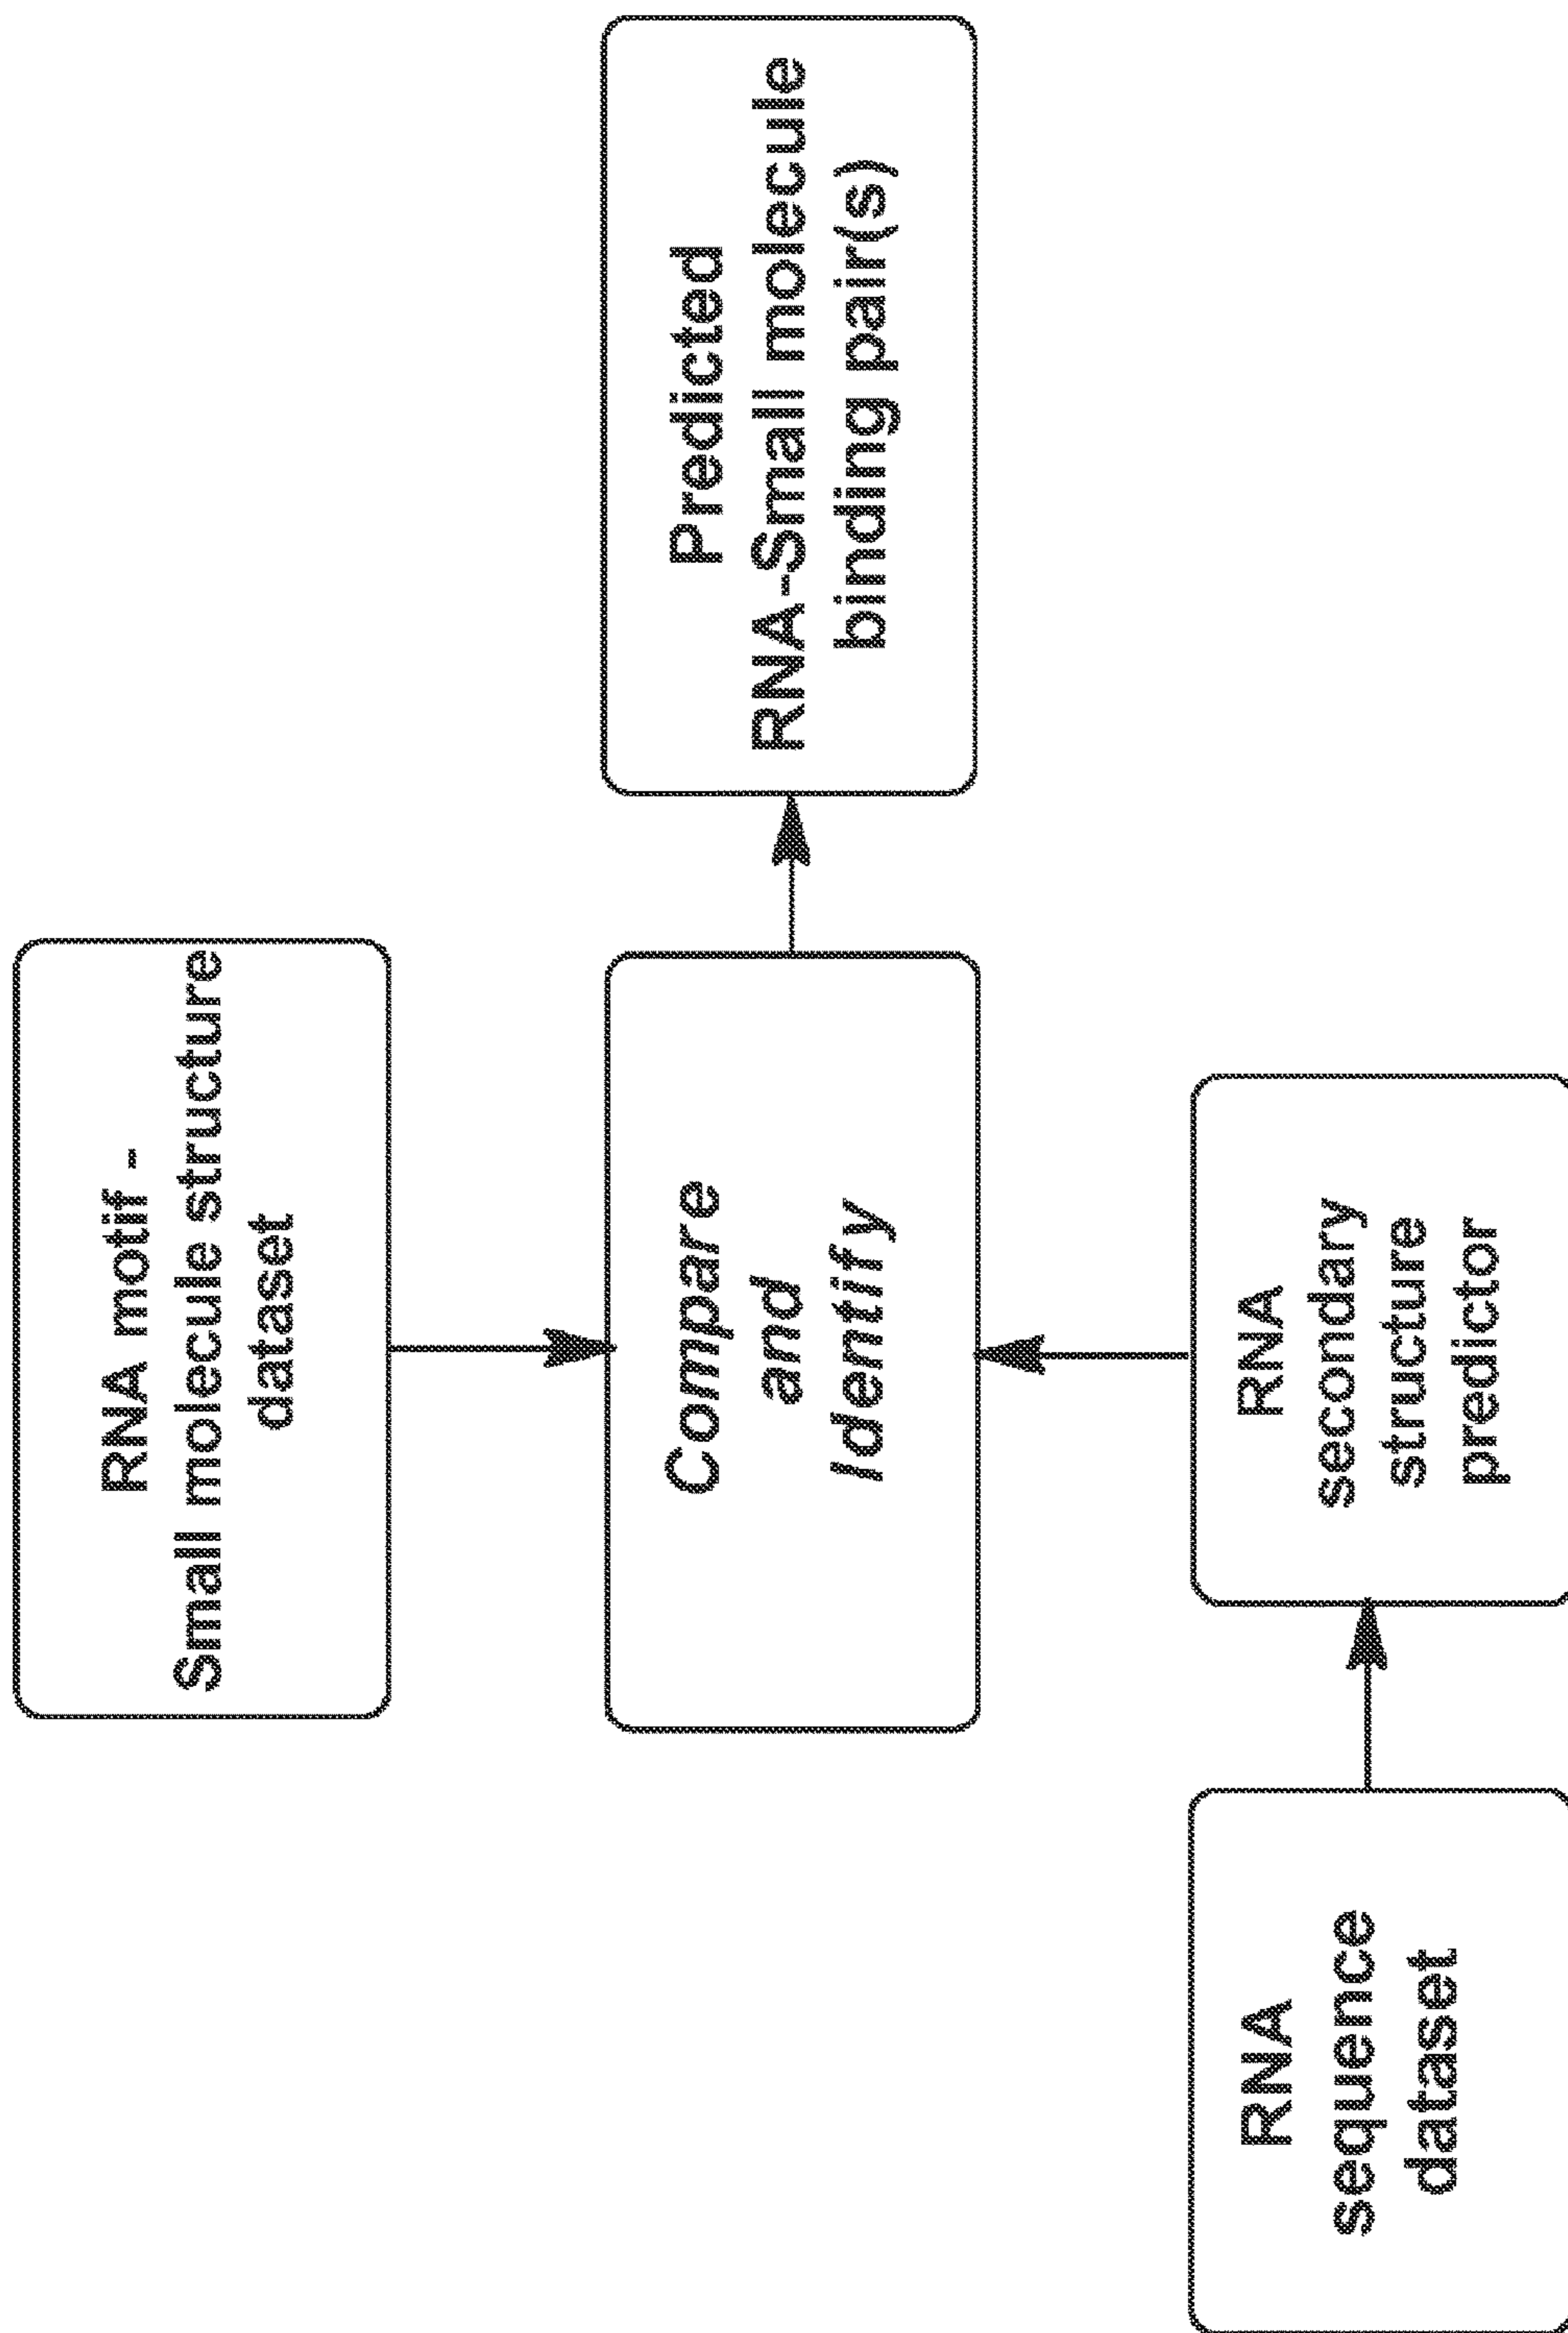 RNA motif -
Small molecule structure
dataset
Compare
and
Identify
Predicted
RNA-Small molecule
binding pair(s)
RNA
sequence
dataset
RNA
secondary
structure
predictor